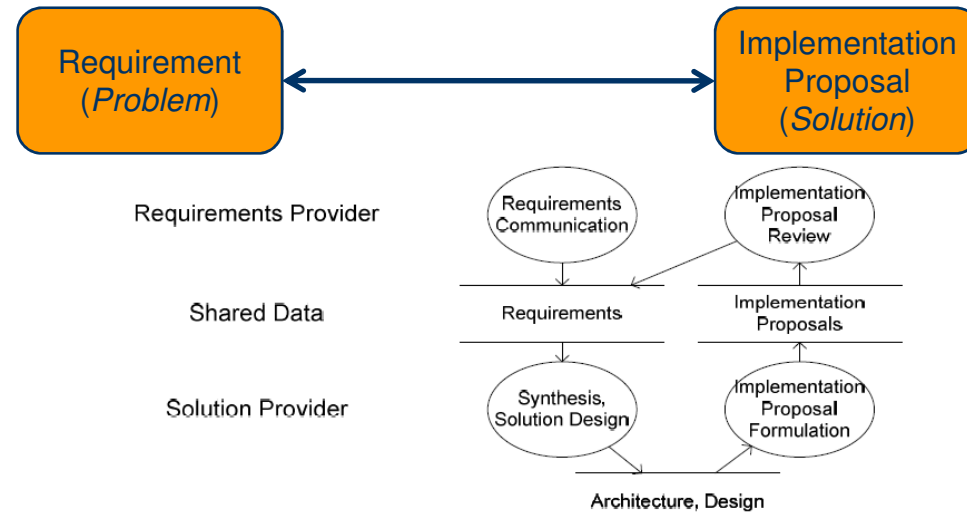 Requirement
(Problem)
Implementation
Proposal
(Solution)
Requirements Provider
Requirements
Communication
Implementation
Proposal
Review
Shared Data
Requirements
Implementation
Proposals
Solution Provider
Synthesis,
Solution Design
Implementation
Proposal
Formulation
Architecture, Design